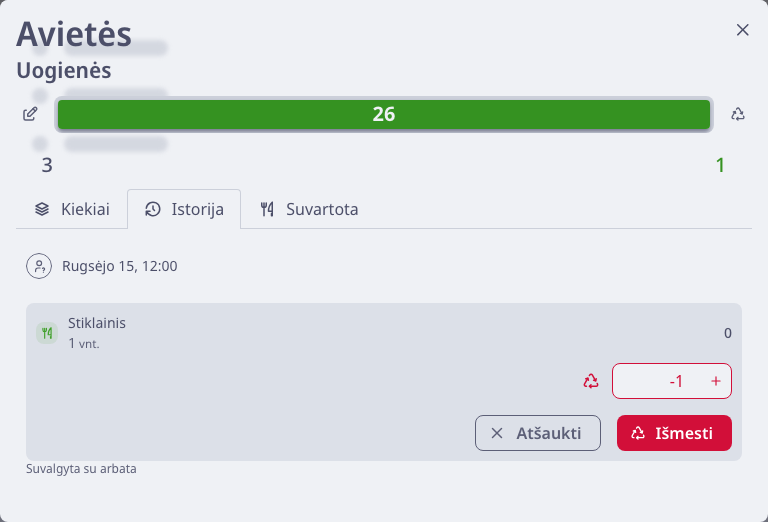 Avietės
Uogienės
26
3
1
Kiekiai
Istorija
Suvartota
Rugsėjo 15, 12:00
Stiklainis
1 vnt.
0
-1 +
Atšaukti
Išmesti
Suvalgyta su arbata